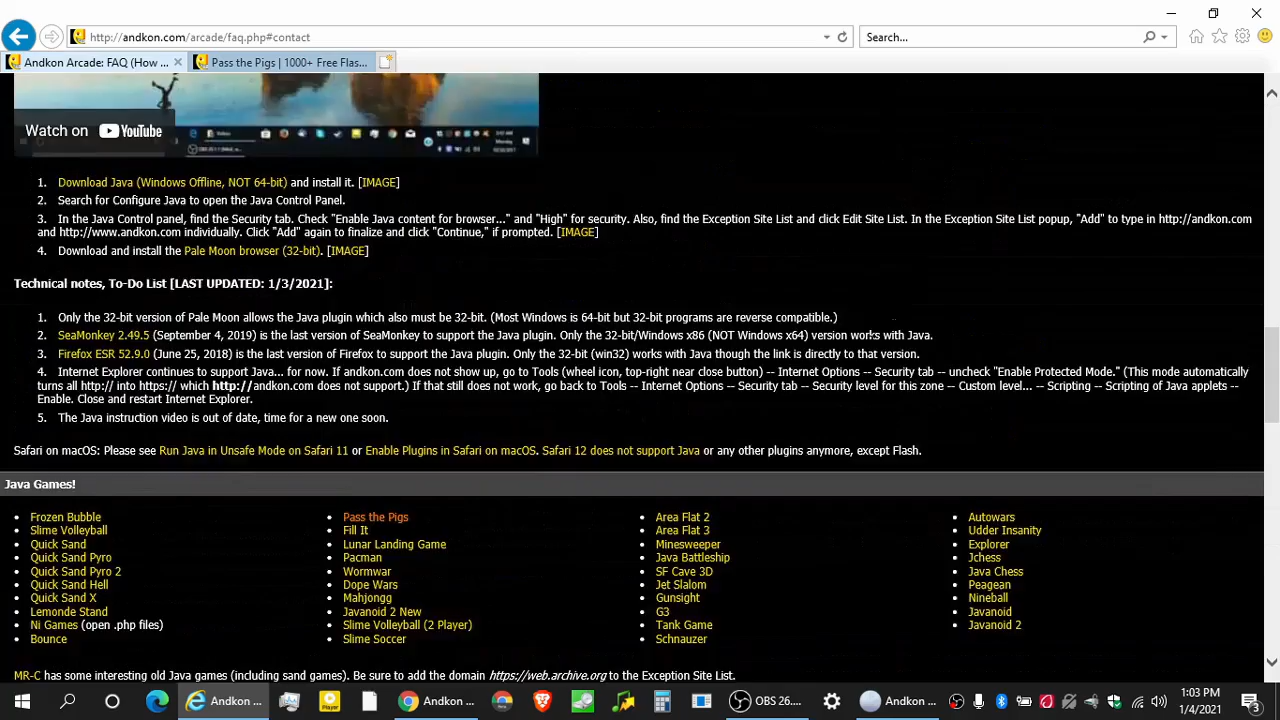 http://andkon.com/arcade/faq.php#contact
Search...
Andkon Arcade: FAQ (How ...
Pass the Pigs | 1000+ Free Flas...
Watch on YouTube
1. Download Java (Windows Offline, NOT 64-bit) and install it. [IMAGE]
2. Search for Configure Java to open the Java Control Panel.
3. In the Java Control panel, find the Security tab. Check "Enable Java content for browser..." and "High" for security. Also, find the Exception Site List and click Edit Site List. In the Exception Site List popup, "Add" to type in http://andkon.com
and http://www.andkon.com individually. Click "Add" again to finalize and click "Continue," if prompted. [IMAGE]
4. Download and install the Pale Moon browser (32-bit). [IMAGE]
Technical notes, To-Do List [LAST UPDATED: 1/3/2021]:
1. Only the 32-bit version of Pale Moon allows the Java plugin which also must be 32-bit. (Most Windows is 64-bit but 32-bit programs are reverse compatible.)
2. SeaMonkey 2.49.5 (September 4, 2019) is the last version of SeaMonkey to support the Java plugin. Only the 32-bit/Windows x86 (NOT Windows x64) version works with Java.
3. Firefox ESR 52.9.0 (June 25, 2018) is the last version of Firefox to support the Java plugin. Only the 32-bit (win32) works with Java though the link is directly to that version.
4. Internet Explorer continues to support Java... for now. If andkon.com does not show up, go to Tools (wheel icon, top-right near close button) -- Internet Options -- Security tab -- uncheck "Enable Protected Mode." (This mode automatically
turns all http:// into https:// which http://andkon.com does not support.) If that still does not work, go back to Tools -- Internet Options -- Security tab -- Security level for this zone -- Custom level... -- Scripting -- Scripting of Java applets --
Enable. Close and restart Internet Explorer.
5. The Java instruction video is out of date, time for a new one soon.
Safari on macOS: Please see Run Java in Unsafe Mode on Safari 11 or Enable Plugins in Safari on macOS. Safari 12 does not support Java or any other plugins anymore, except Flash.
Java Games!
Frozen Bubble
Slime Volleyball
Quick Sand
Quick Sand Pyro
Quick Sand Pyro 2
Quick Sand Hell
Quick Sand X
Lemonde Stand
Ni Games (open .php files)
Bounce
Pass the Pigs
Fill It
Lunar Landing Game
Pacman
Wormwar
Dope Wars
Mahjongg
Javanoid 2 New
Slime Volleyball (2 Player)
Slime Soccer
Area Flat 2
Area Flat 3
Minesweeper
Java Battleship
SF Cave 3D
Jet Slalom
Gunsight
G3
Tank Game
Schnauzer
Autowars
Udder Insanity
Explorer
Jchess
Java Chess
Peagean
Nineball
Javanoid
Javanoid 2
MR-C has some interesting old Java games (including sand games). Be sure to add the domain https://web.archive.org to the Exception Site List.
Andkon ...
Player
Andkon ...
OBS 26....
Andkon ...
1:03 PM
1/4/2021
3